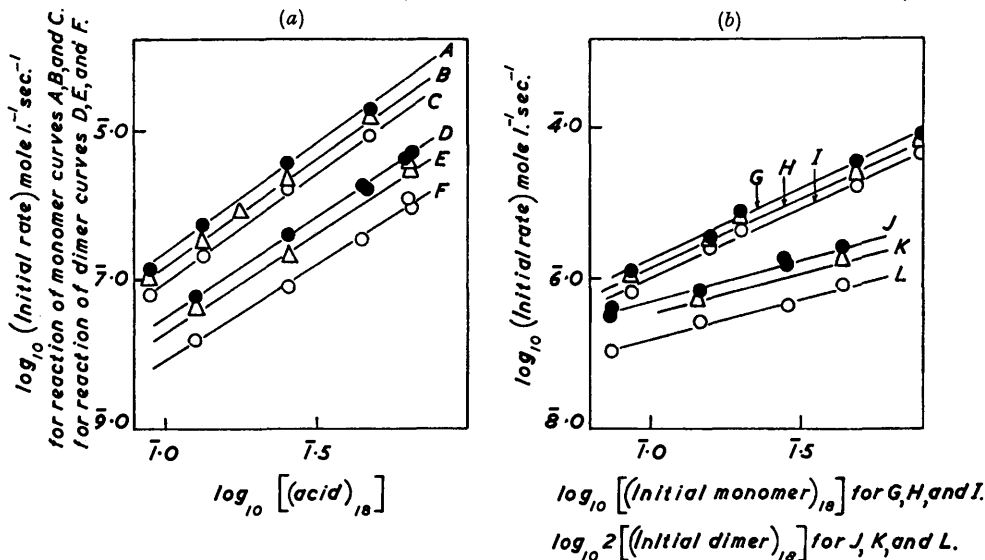 (a)
log₁₀ (Initial rate) mole l.⁻¹ sec.⁻¹
for reaction of monomer curves A, B, and C.
for reaction of dimer curves D, E, and F.
5̄·0
7̄·0
9̄·0
A
B
C
D
E
F
1̄·0
1̄·5
log₁₀ [(acid)₁₈]
(b)
log₁₀ (Initial rate) mole l.⁻¹ sec.⁻¹
4̄·0
6̄·0
8̄·0
G
H
I
J
K
L
1̄·0
1̄·5
log₁₀ [(Initial monomer)₁₈] for G, H, and I.
log₁₀ 2[(Initial dimer)₁₈] for J, K, and L.